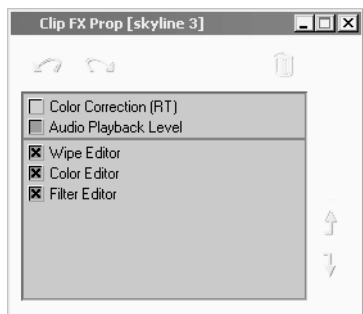 Clip FX Prop [skyline 3]
Color Correction (RT)
Audio Playback Level
Wipe Editor
Color Editor
Filter Editor